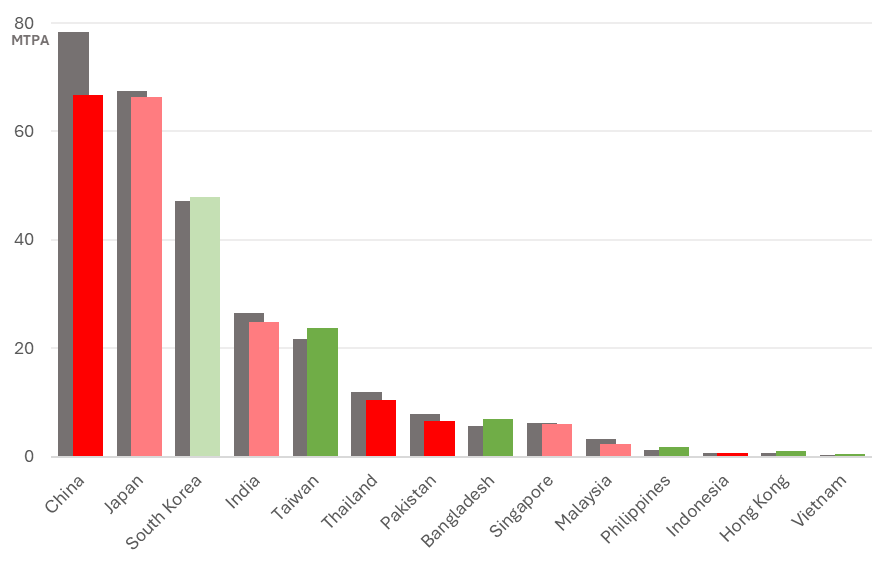 80
MTPA
60
40
20
0
China
Japan
South Korea
India
Taiwan
Thailand
Pakistan
Bangladesh
Singapore
Malaysia
Philippines
Indonesia
Hong Kong
Vietnam